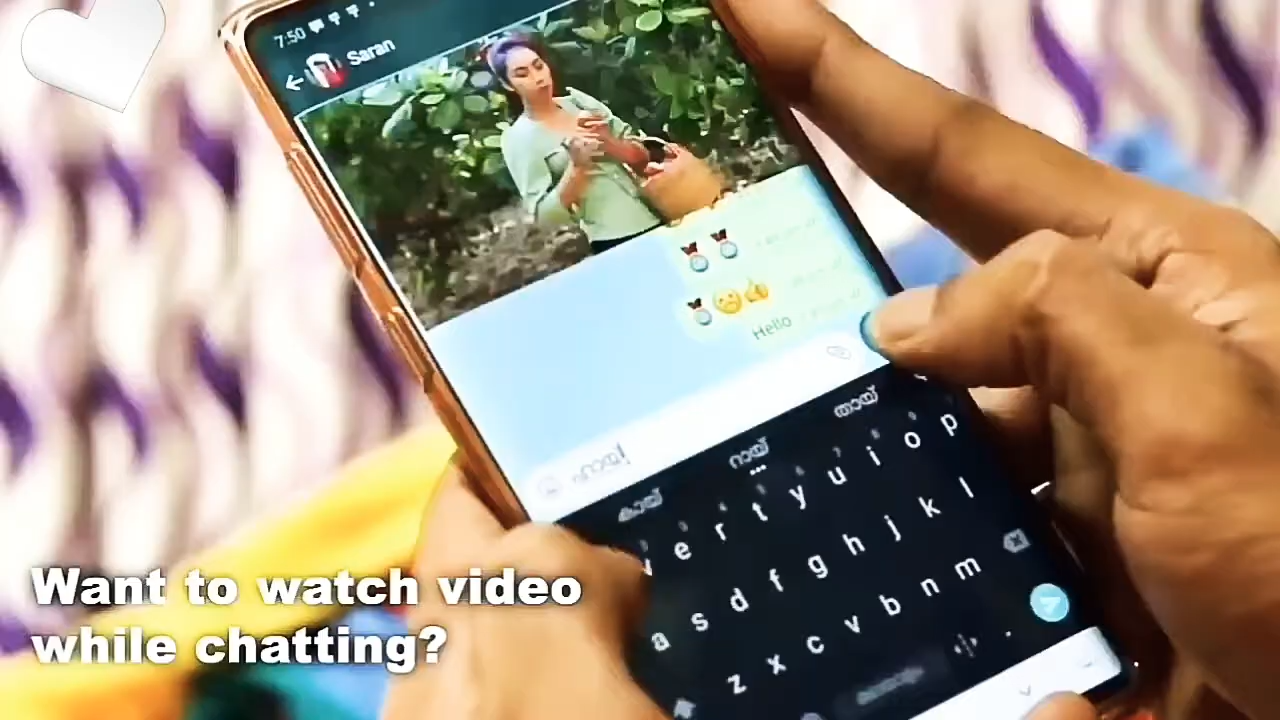 7:50
Saran
Hello
ഹായ്
കായ്
റായ്
തായ്
e r t y u i o p
a s d f g h j k l
z x c v b n m
Want to watch video
while chatting?